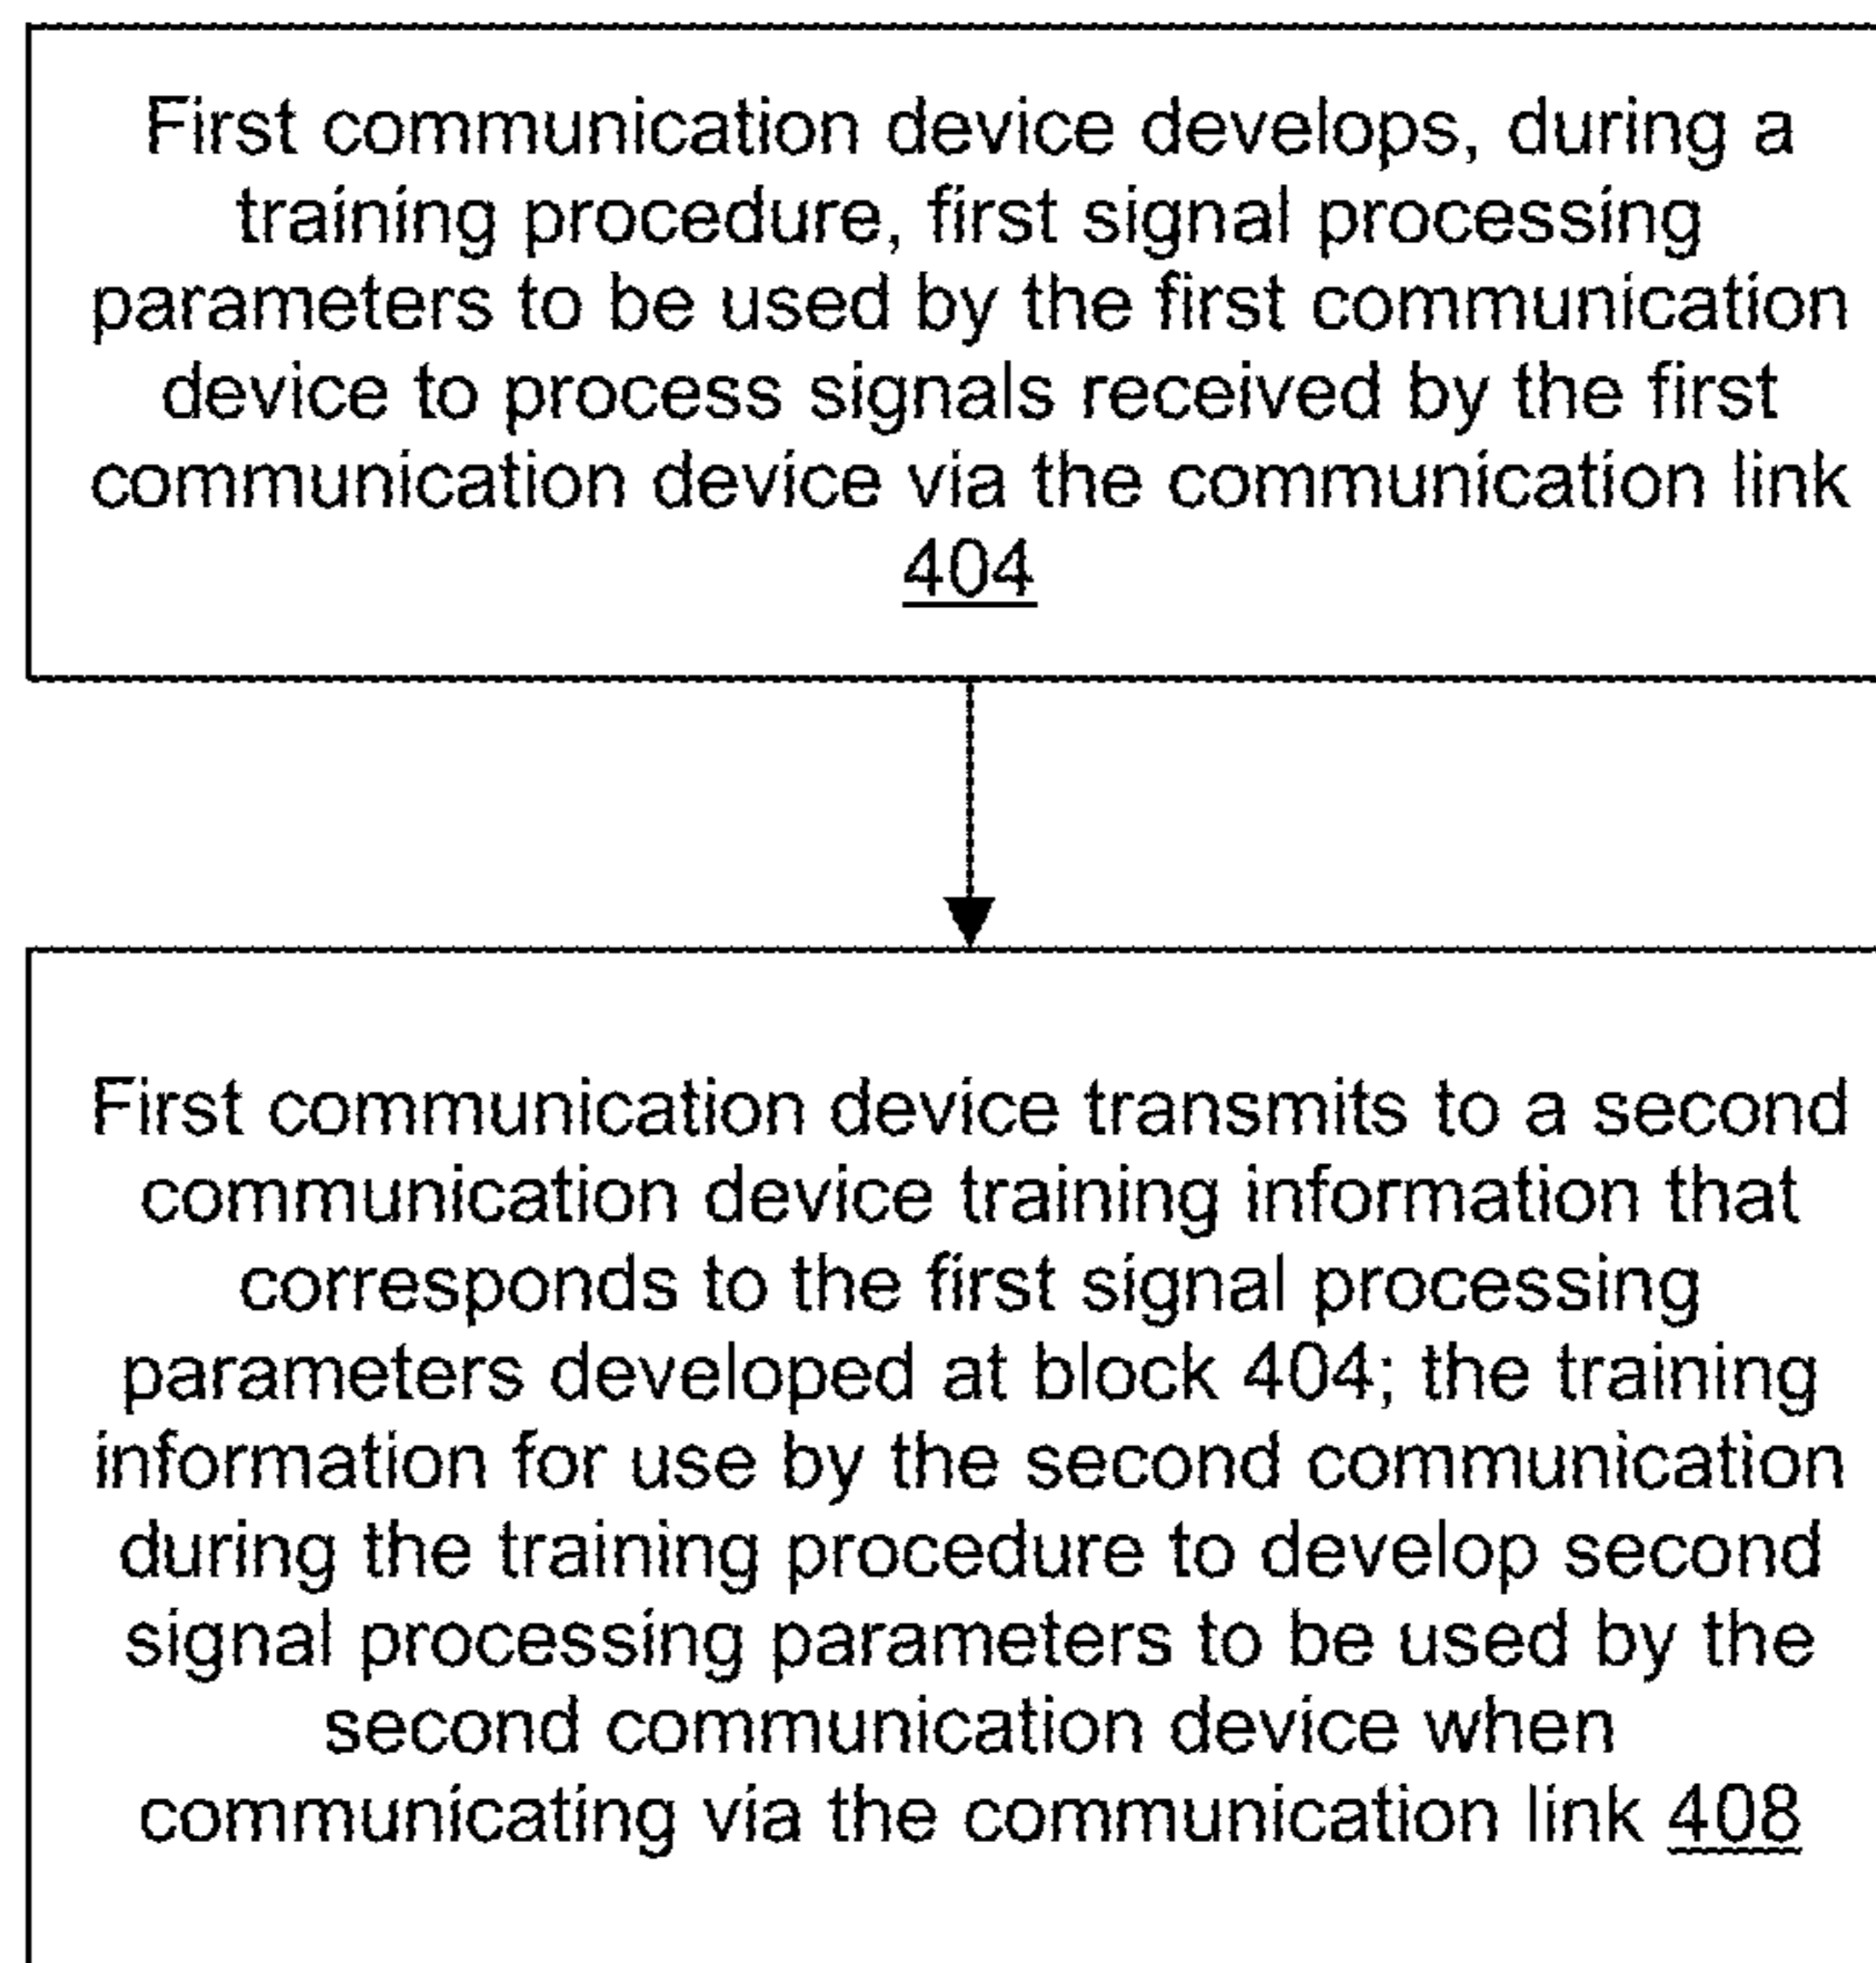 First communication device develops, during a
training procedure, first signal processing
parameters to be used by the first communication
device to process signals received by the first
communication device via the communication link
404
First communication device transmits to a second
communication device training information that
corresponds to the first signal processing
parameters developed at block 404; the training
information for use by the second communication
during the training procedure to develop second
signal processing parameters to be used by the
second communication device when
communicating via the communication link 408